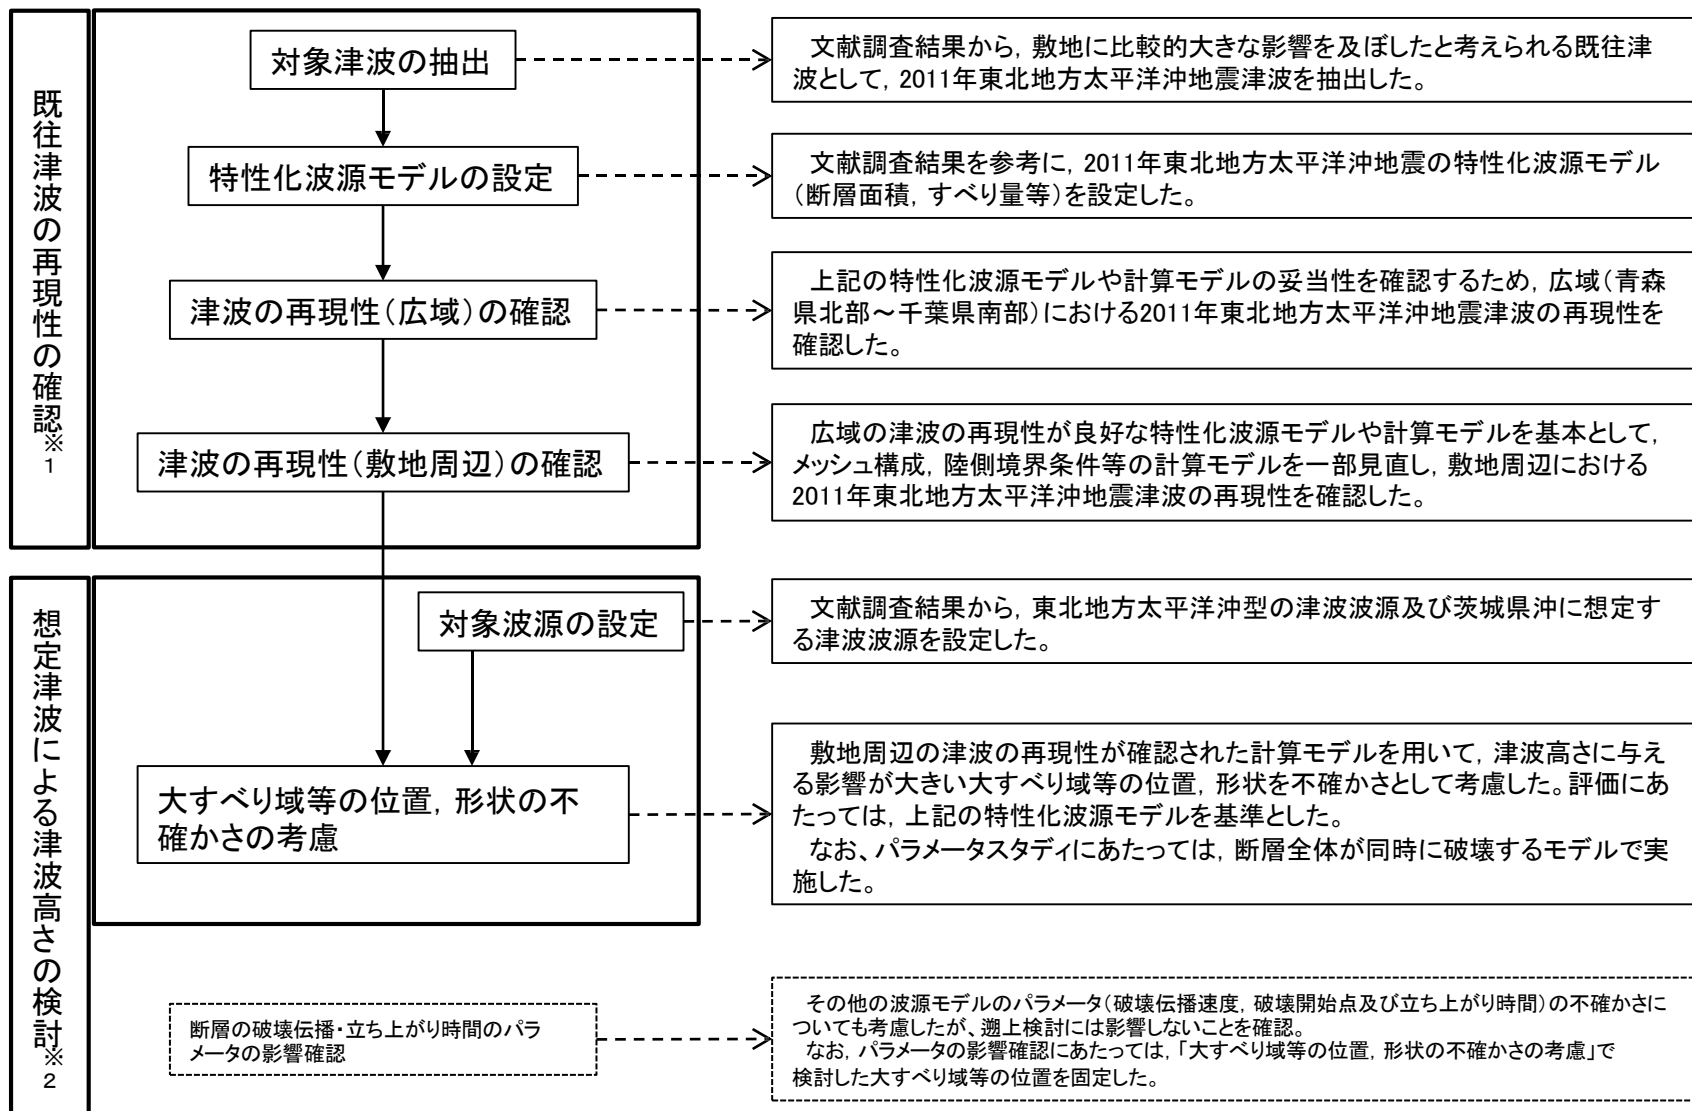 既往津波の再現性の確認※1
対象津波の抽出
文献調査結果から，敷地に比較的大きな影響を及ぼしたと考えられる既往津
波として，2011年東北地方太平洋沖地震津波を抽出した。
特性化波源モデルの設定
文献調査結果を参考に，2011年東北地方太平洋沖地震の特性化波源モデル
（断層面積，すべり量等）を設定した。
津波の再現性（広域）の確認
上記の特性化波源モデルや計算モデルの妥当性を確認するため，広域（青森
県北部～千葉県南部）における2011年東北地方太平洋沖地震津波の再現性を
確認した。
津波の再現性（敷地周辺）の確認
広域の津波の再現性が良好な特性化波源モデルや計算モデルを基本として，
メッシュ構成，陸側境界条件等の計算モデルを一部見直し，敷地周辺における
2011年東北地方太平洋沖地震津波の再現性を確認した。
想定津波による津波高さの検討※2
対象波源の設定
文献調査結果から，東北地方太平洋沖型の津波波源及び茨城県沖に想定す
る津波波源を設定した。
大すべり域等の位置，形状の不
確かさの考慮
敷地周辺の津波の再現性が確認された計算モデルを用いて，津波高さに与え
る影響が大きい大すべり域等の位置，形状を不確かさとして考慮した。評価にあ
たっては，上記の特性化波源モデルを基準とした。
なお、パラメータスタディにあたっては，断層全体が同時に破壊するモデルで実
施した。
断層の破壊伝播・立ち上がり時間のパラ
メータの影響確認
その他の波源モデルのパラメータ（破壊伝播速度，破壊開始点及び立ち上がり時間）の不確かさに
ついても考慮したが、遡上検討には影響しないことを確認。
なお，パラメータの影響確認にあたっては，「大すべり域等の位置，形状の不確かさの考慮」で
検討した大すべり域等の位置を固定した。